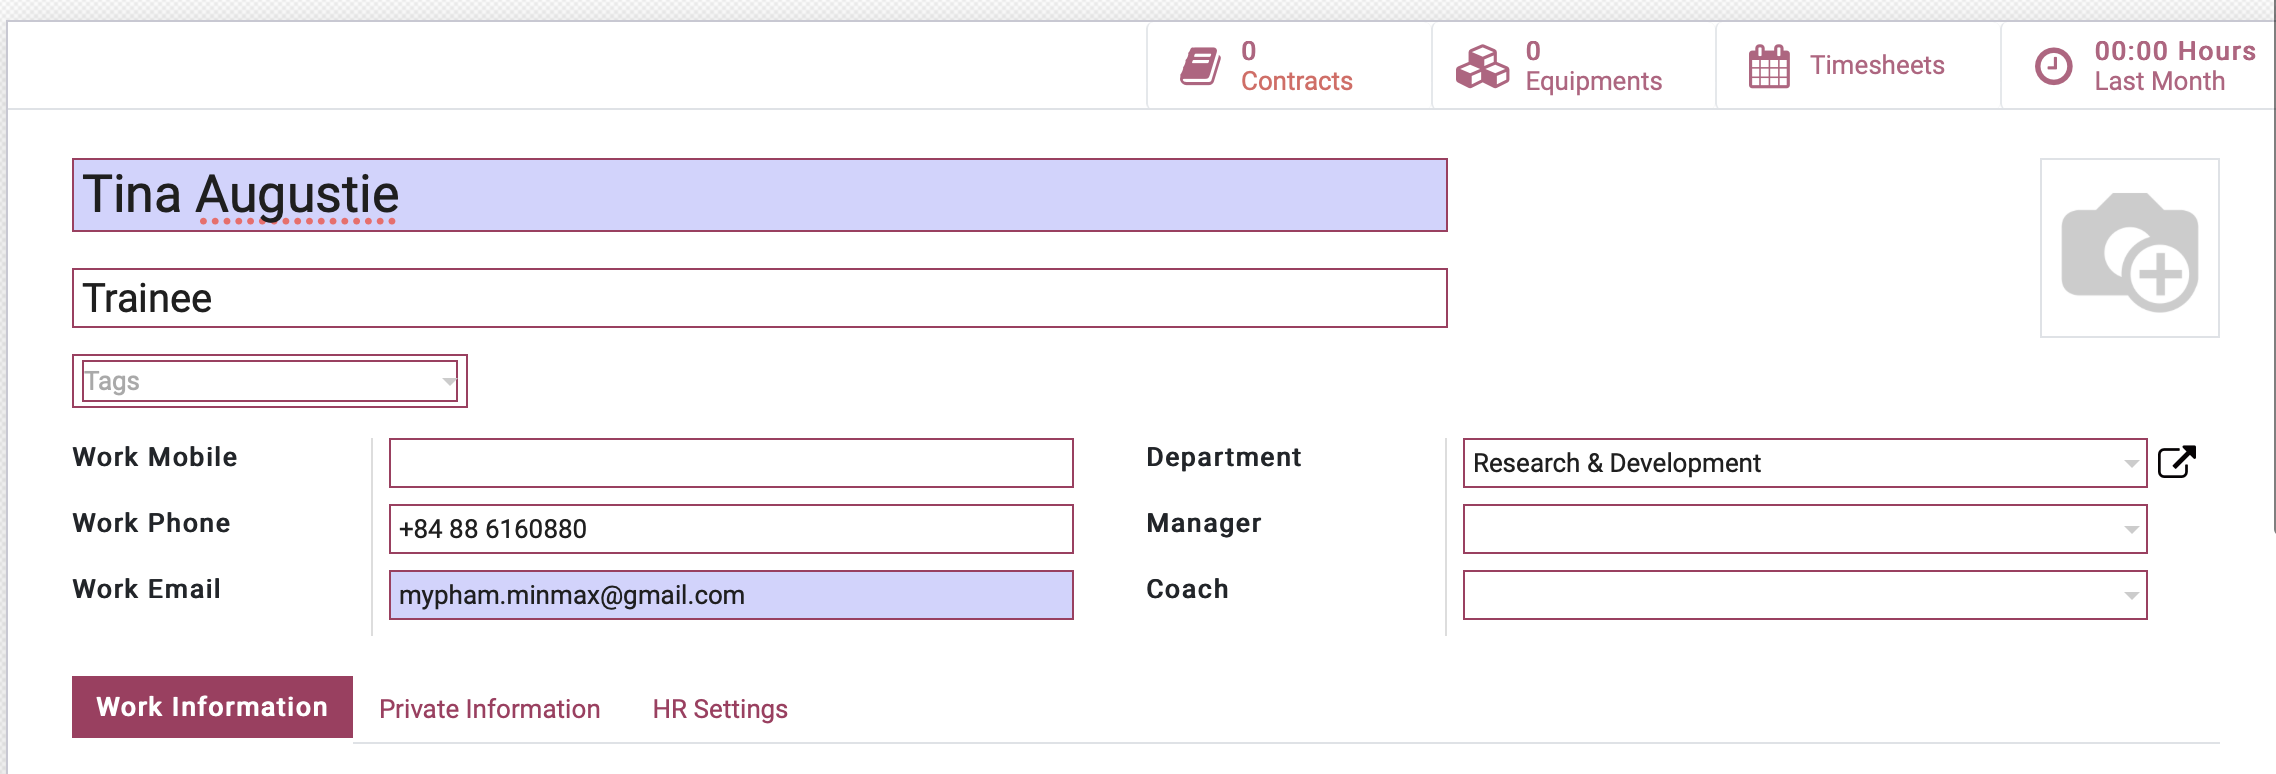 0
Contracts
0
Equipments
Timesheets
00:00 Hours
Last Month
Tina Augustie
Trainee
Tags
Work Mobile
Department
Research & Development
Work Phone
+84 88 6160880
Manager
Work Email
mypham.minmax@gmail.com
Coach
Work Information
Private Information
HR Settings